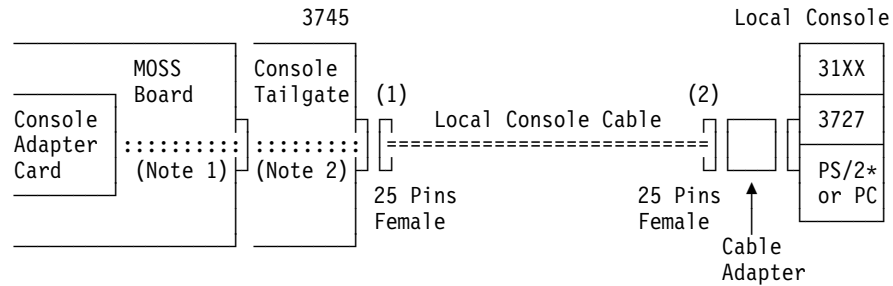 3745 Local Console
MOSS Console 31XX
Board Tailgate (1) (2)
Console Local Console Cable 3727
Adapter
Card (Note 1) (Note 2) PS/2*
25 Pins 25 Pins or PC
Female Female
Cable
Adapter